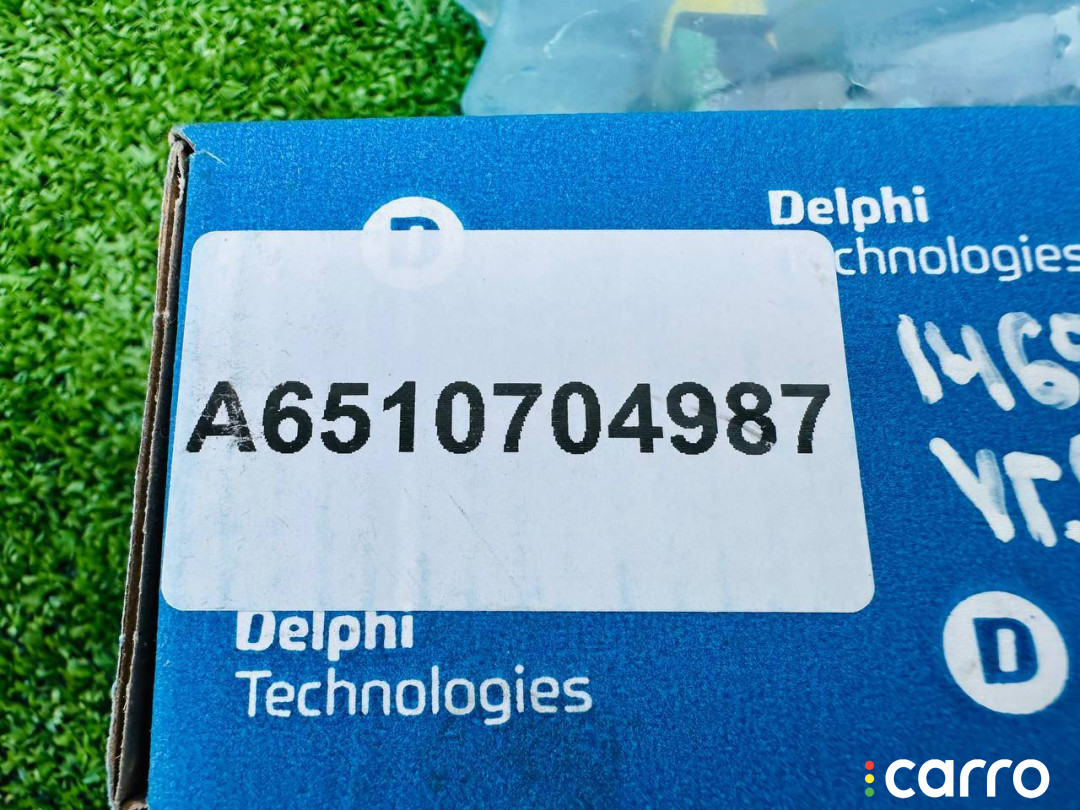 D
Delphi
Technologies
A6510704987
Delphi
Technologies
D
carro